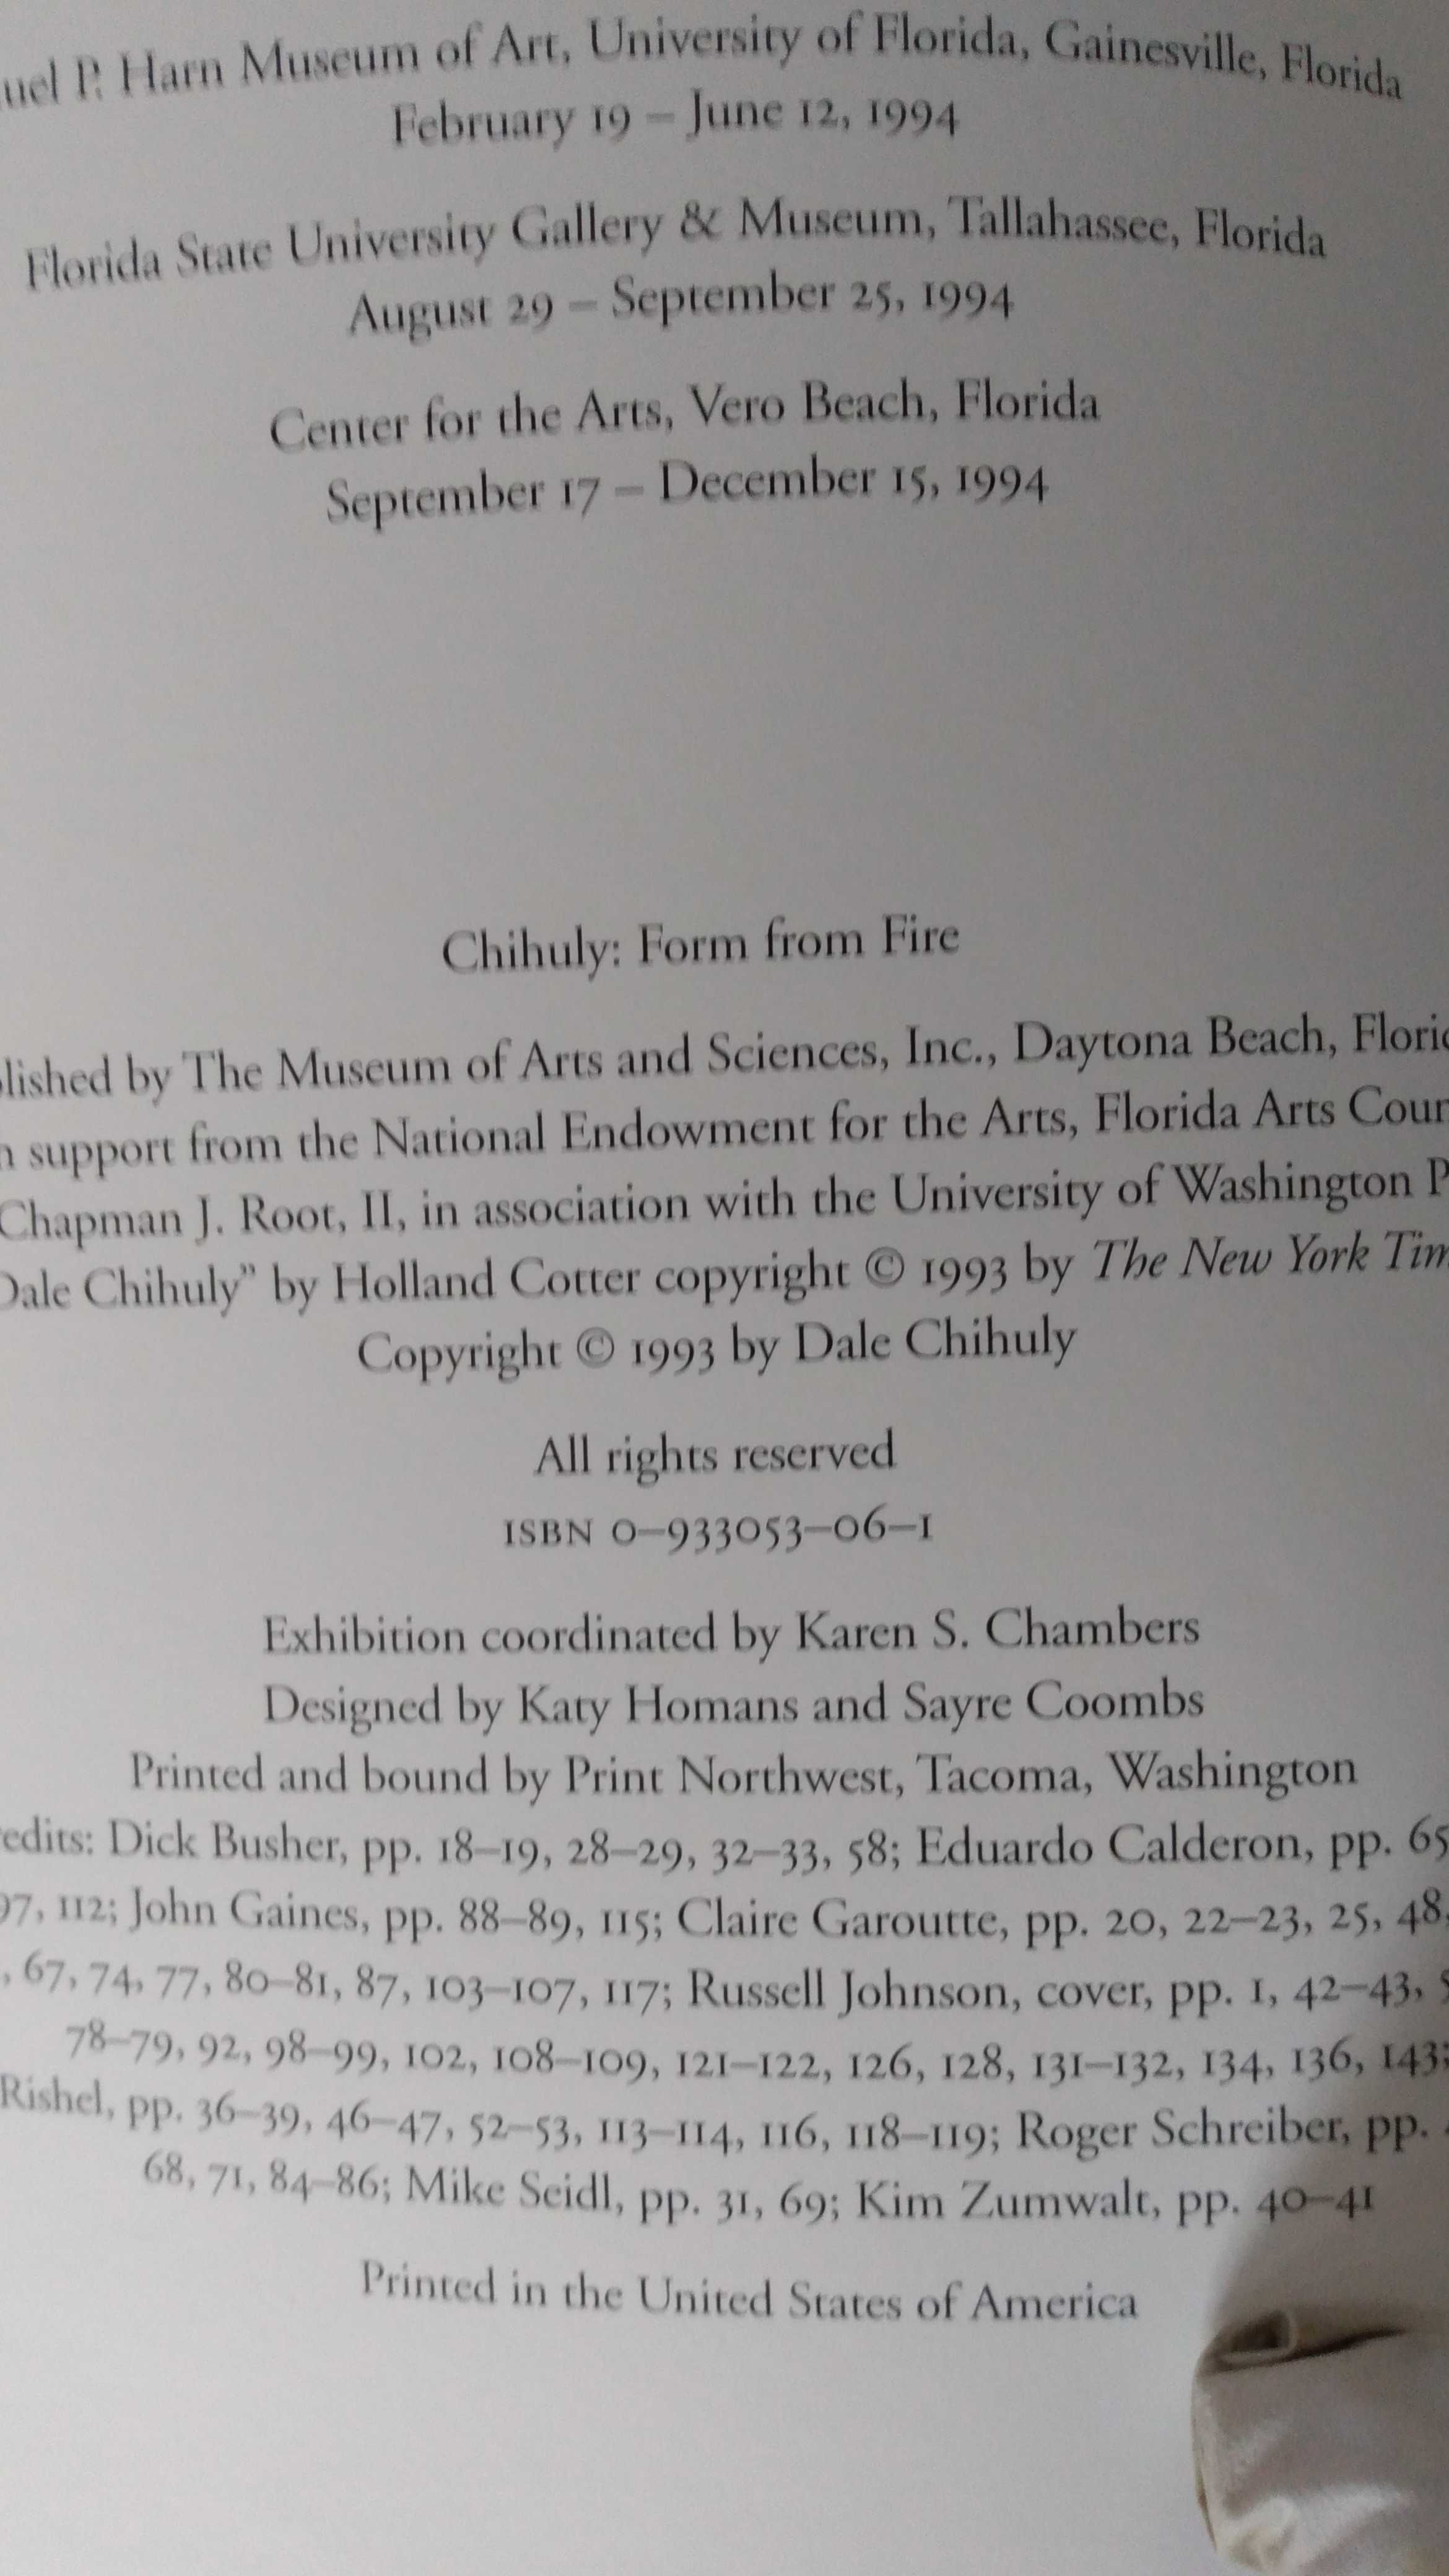 uel P. Harn Museum of Art, University of Florida, Gainesville, Florida
February 19 – June 12, 1994
Florida State University Gallery & Museum, Tallahassee, Florida
August 29 – September 25, 1994
Center for the Arts, Vero Beach, Florida
September 17 – December 15, 1994
Chihuly: Form from Fire
lished by The Museum of Arts and Sciences, Inc., Daytona Beach, Flori
support from the National Endowment for the Arts, Florida Arts Coun
Chapman J. Root, II, in association with the University of Washington P
Dale Chihuly” by Holland Cotter copyright © 1993 by The New York Tim
Copyright © 1993 by Dale Chihuly
All rights reserved
ISBN 0–933053–06–1
Exhibition coordinated by Karen S. Chambers
Designed by Katy Homans and Sayre Coombs
Printed and bound by Print Northwest, Tacoma, Washington
edits: Dick Busher, pp. 18–19, 28–29, 32–33, 58; Eduardo Calderon, pp. 65
97, 112; John Gaines, pp. 88–89, 115; Claire Garoutte, pp. 20, 22–23, 25, 48,
, 67, 74, 77, 80–81, 87, 103–107, 117; Russell Johnson, cover, pp. 1, 42–43,
78–79, 92, 98–99, 102, 108–109, 121–122, 126, 128, 131–132, 134, 136, 143;
Rishel, pp. 36–39, 46–47, 52–53, 113–114, 116, 118–119; Roger Schreiber, pp.
68, 71, 84–86; Mike Seidl, pp. 31, 69; Kim Zumwalt, pp. 40–41
Printed in the United States of America